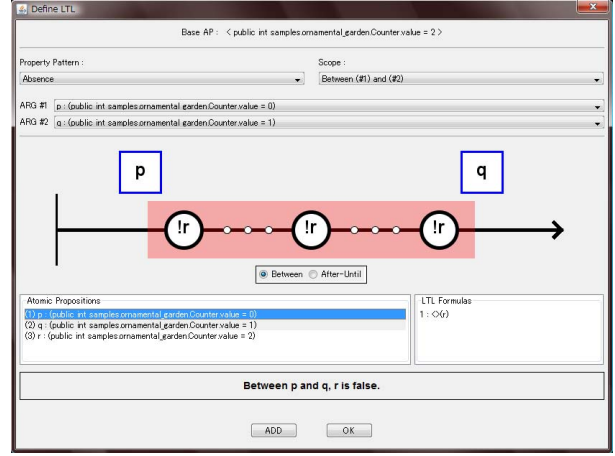 Define LTL
Base AP : < public int samples.ornamental_garden.Counter.value = 2 >
Property Pattern : Scope :
Absence Between (#1) and (#2)
ARG #1 p : (public int samples.ornamental_garden.Counter.value = 0)
ARG #2 q : (public int samples.ornamental_garden.Counter.value = 1)
p q
!r !r !r
Between After-Until
Atomic Propositions LTL Formulas
(1) p : (public int samples.ornamental_garden.Counter.value = 0) 1 : ◇(r)
(2) q : (public int samples.ornamental_garden.Counter.value = 1)
(3) r : (public int samples.ornamental_garden.Counter.value = 2)
Between p and q, r is false.
ADD OK